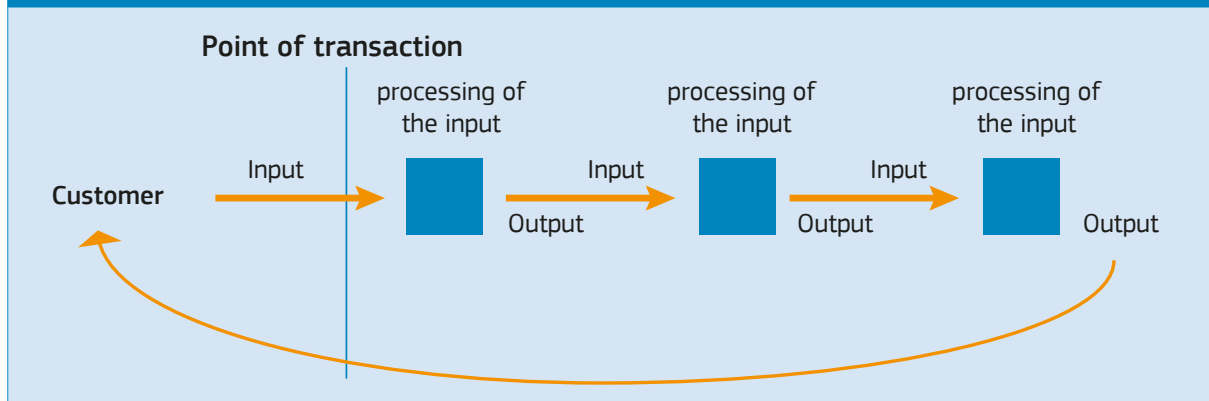 Point of transaction
processing of
the input
processing of
the input
processing of
the input
Customer
Input
Output
Input
Output
Input
Output